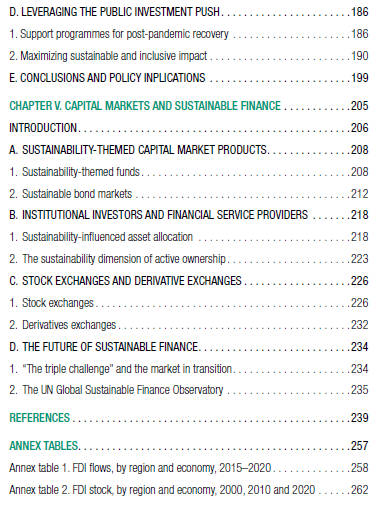 D. LEVERAGING THE PUBLIC INVESTMENT PUSH. . . . . . . . . . . . . . . . . . . . . . . 186
1. Support programmes for post-pandemic recovery . . . . . . . . . . . . . . . . . . . . . 186
2. Maximizing sustainable and inclusive impact . . . . . . . . . . . . . . . . . . . . . . . . . 190
E. CONCLUSIONS AND POLICY INPLICATIONS . . . . . . . . . . . . . . . . . . . . . . . . . 199
CHAPTER V. CAPITAL MARKETS AND SUSTAINABLE FINANCE . . . . . . . . . . . . 205
INTRODUCTION. . . . . . . . . . . . . . . . . . . . . . . . . . . . . . . . . . . . . . . . . . . . . . . . 206
A. SUSTAINABILITY-THEMED CAPITAL MARKET PRODUCTS. . . . . . . . . . . . . . . 208
1. Sustainability-themed funds. . . . . . . . . . . . . . . . . . . . . . . . . . . . . . . . . . . . . . 208
2. Sustainable bond markets . . . . . . . . . . . . . . . . . . . . . . . . . . . . . . . . . . . . . . . 212
B. INSTITUTIONAL INVESTORS AND FINANCIAL SERVICE PROVIDERS . . . . . . . 218
1. Sustainability-influenced asset allocation . . . . . . . . . . . . . . . . . . . . . . . . . . . . 218
2. The sustainability dimension of active ownership. . . . . . . . . . . . . . . . . . . . . . . 223
C. STOCK EXCHANGES AND DERIVATIVE EXCHANGES . . . . . . . . . . . . . . . . . . . 226
1. Stock exchanges . . . . . . . . . . . . . . . . . . . . . . . . . . . . . . . . . . . . . . . . . . . . . . 226
2. Derivatives exchanges . . . . . . . . . . . . . . . . . . . . . . . . . . . . . . . . . . . . . . . . . . 232
D. THE FUTURE OF SUSTAINABLE FINANCE. . . . . . . . . . . . . . . . . . . . . . . . . . . 234
1. “The triple challenge” and the market in transition. . . . . . . . . . . . . . . . . . . . . . 234
2. The UN Global Sustainable Finance Observatory . . . . . . . . . . . . . . . . . . . . . . 235
REFERENCES . . . . . . . . . . . . . . . . . . . . . . . . . . . . . . . . . . . . . . . . . . . . . . . . . . 239
ANNEX TABLES. . . . . . . . . . . . . . . . . . . . . . . . . . . . . . . . . . . . . . . . . . . . . . . . . 257
Annex table 1. FDI flows, by region and economy, 2015–2020 . . . . . . . . . . . . . . . 258
Annex table 2. FDI stock, by region and economy, 2000, 2010 and 2020 . . . . . . 262